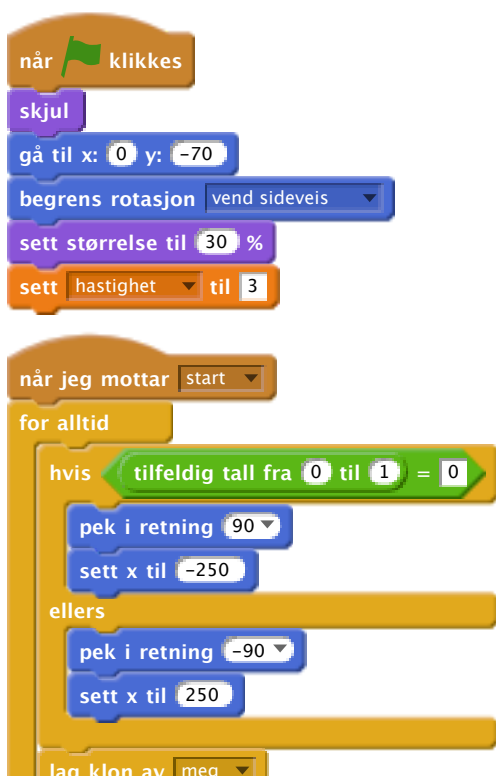 når klikkes
skjul
gå til x: 0 y: -70
begrens rotasjon vend sideveis
sett størrelse til 30 %
sett hastighet til 3
når jeg mottar start
for alltid
hvis tilfeldig tall fra 0 til 1 = 0
pek i retning 90
sett x til -250
ellers
pek i retning -90
sett x til 250
lag klon av meg